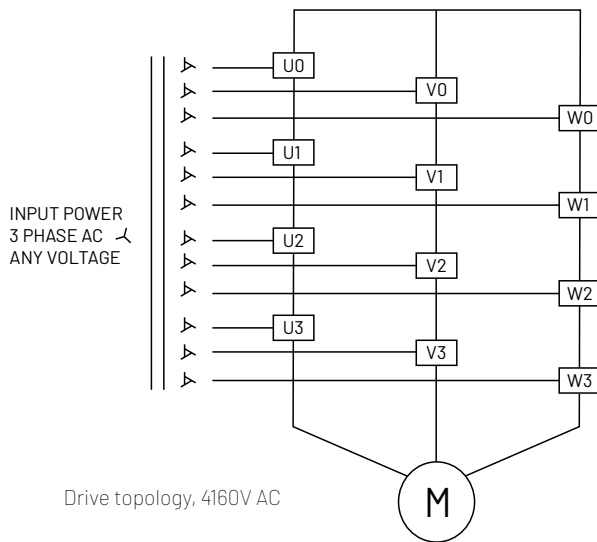 U0
V0
W0
U1
V1
W1
INPUT POWER
3 PHASE AC
ANY VOLTAGE
U2
V2
W2
U3
V3
W3
M
Drive topology, 4160V AC